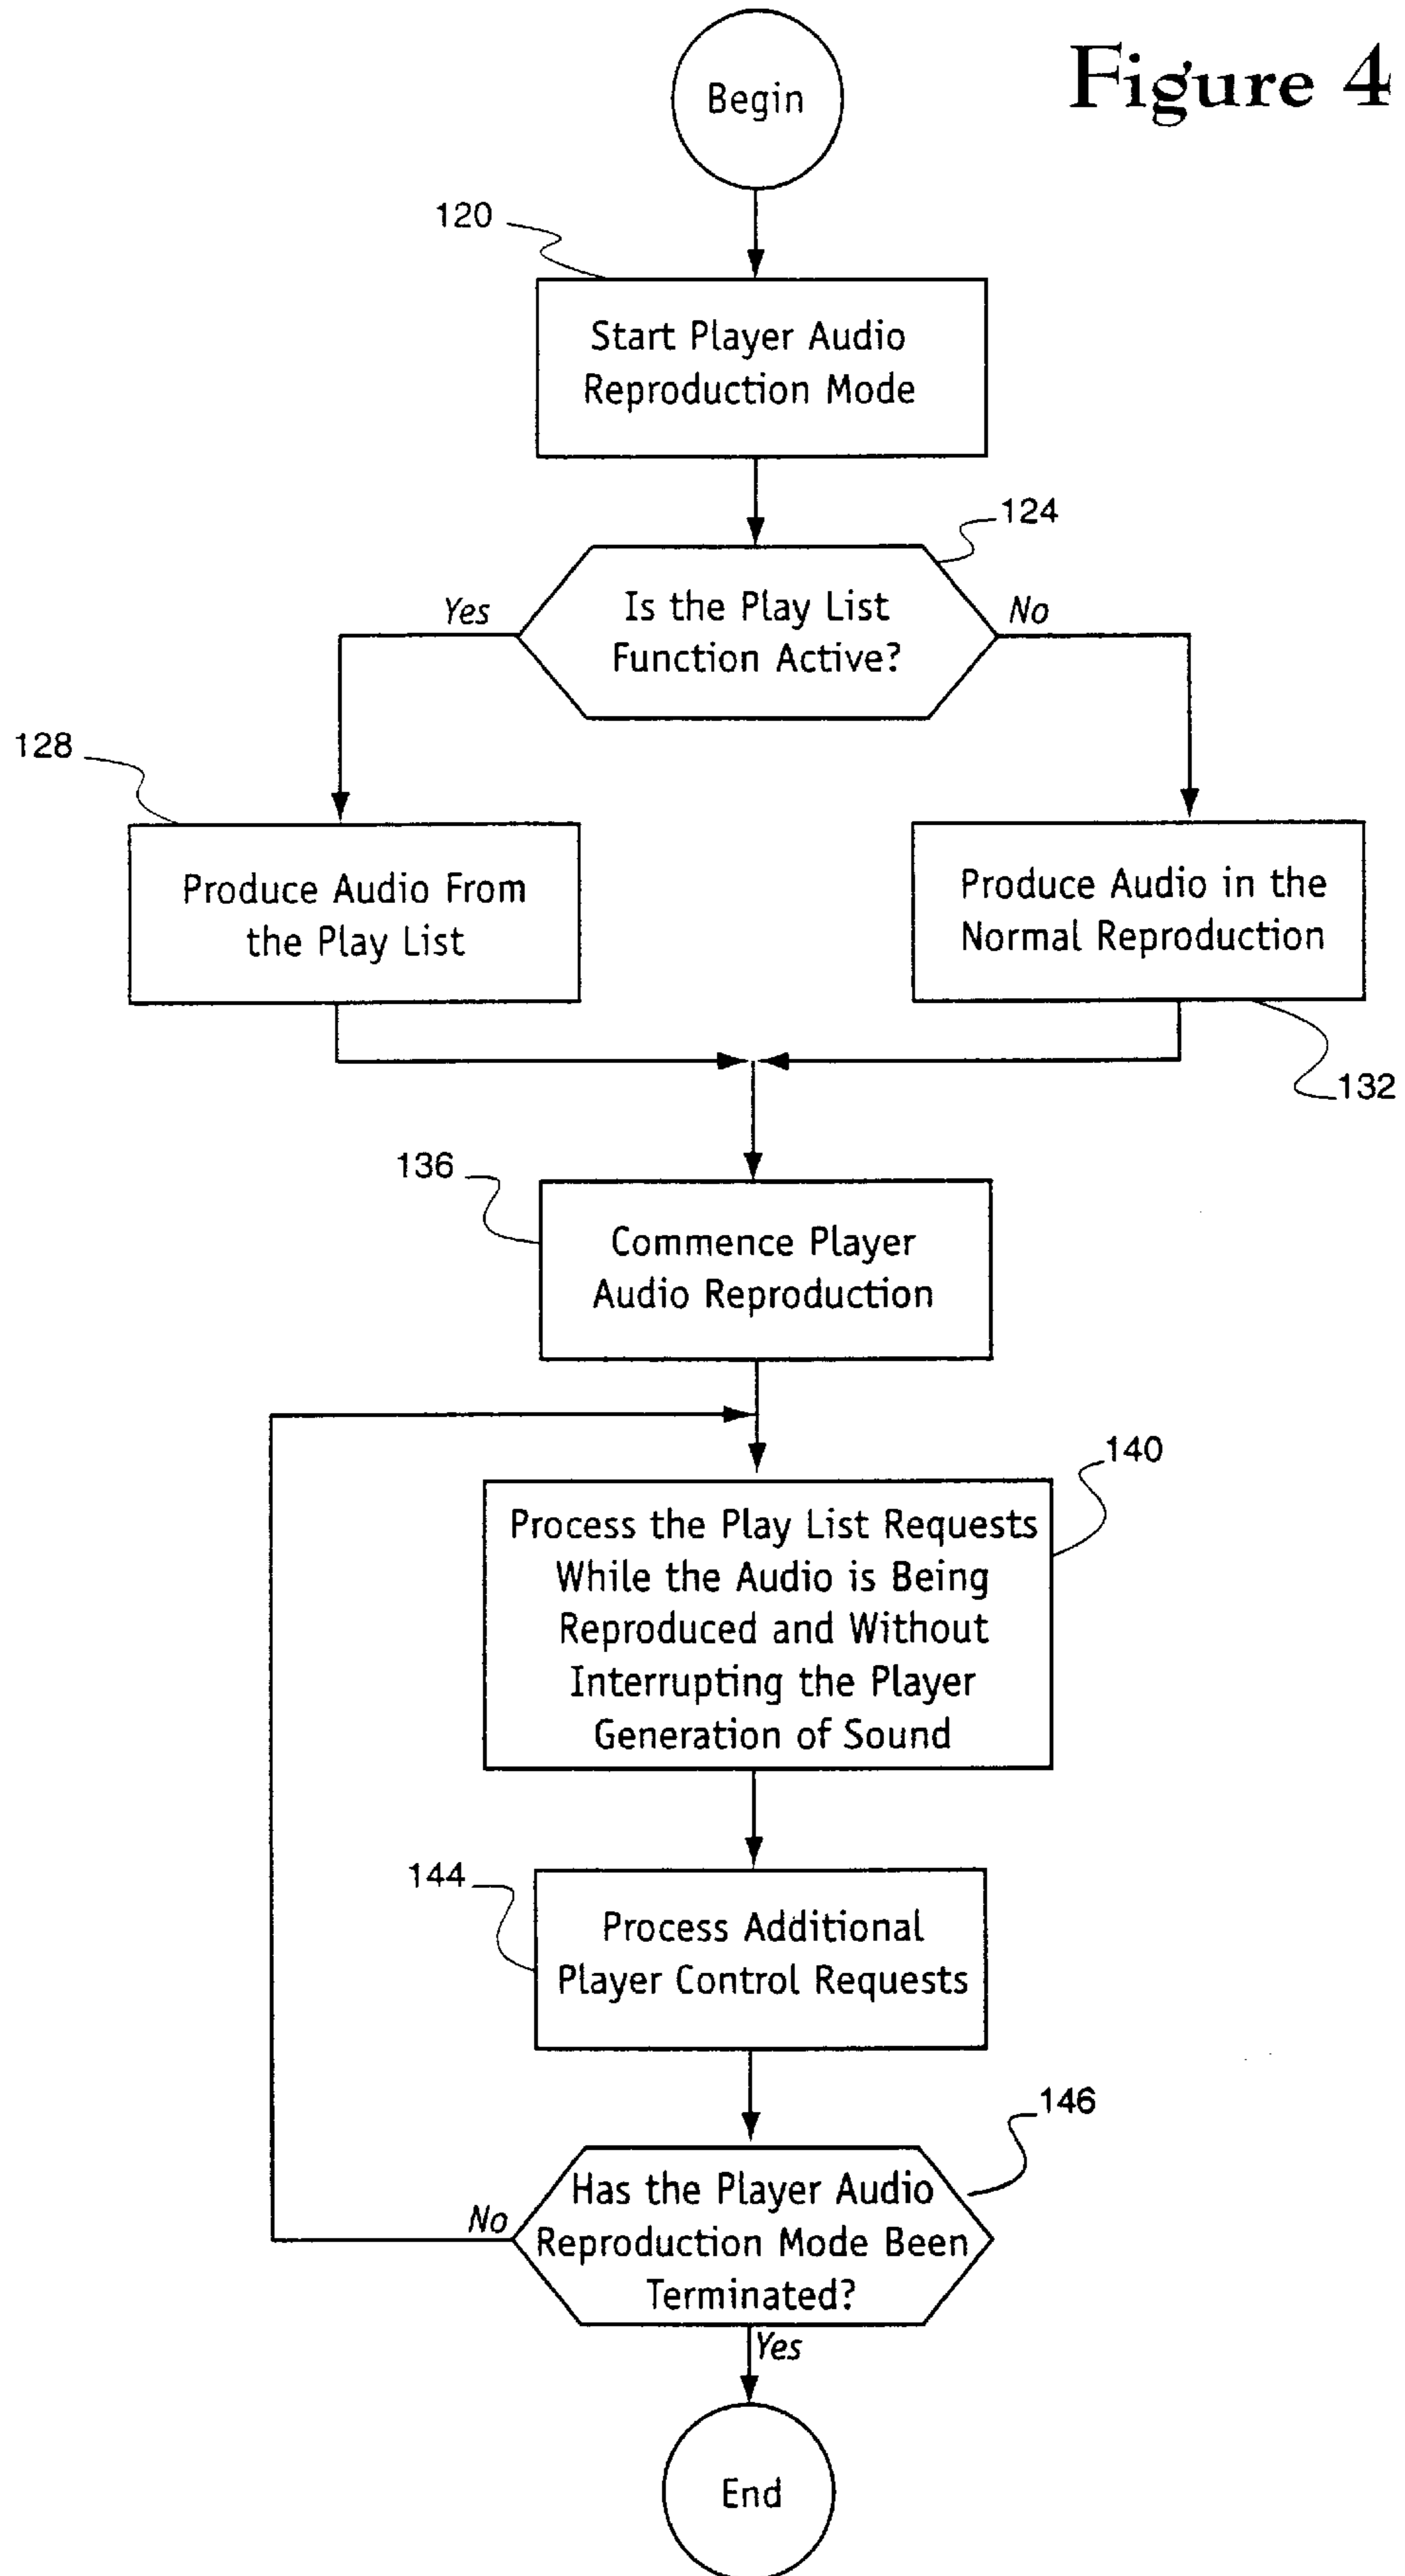 Figure 4
Begin
120
Start Player Audio
Reproduction Mode
124
Is the Play List
Function Active?
Yes
No
128
Produce Audio From
the Play List
Produce Audio in the
Normal Reproduction
132
136
Commence Player
Audio Reproduction
140
Process the Play List Requests
While the Audio is Being
Reproduced and Without
Interrupting the Player
Generation of Sound
144
Process Additional
Player Control Requests
146
Has the Player Audio
Reproduction Mode Been
Terminated?
No
Yes
End